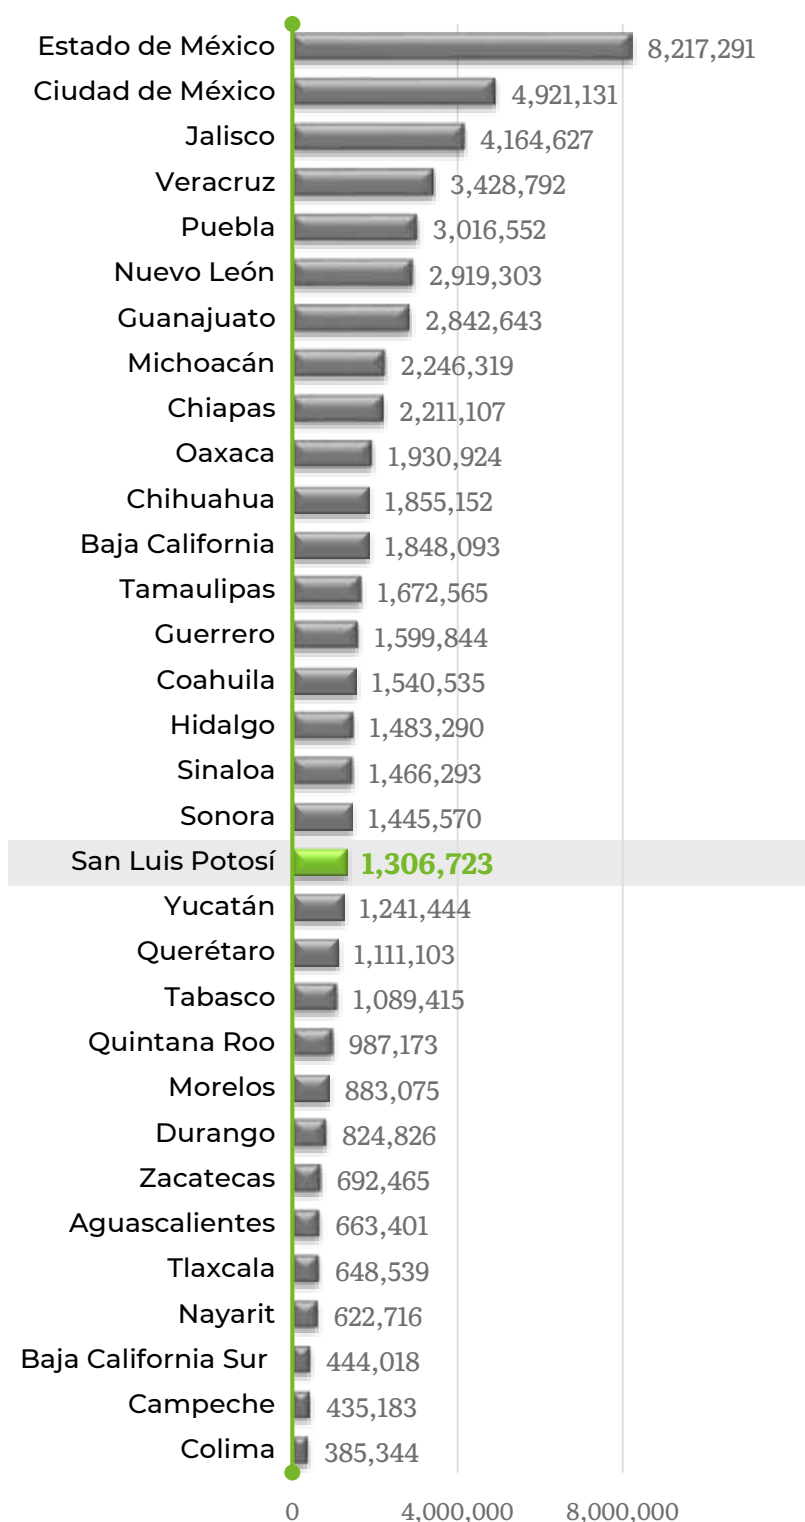 Estado de México 8,217,291
Ciudad de México 4,921,131
Jalisco 4,164,627
Veracruz 3,428,792
Puebla 3,016,552
Nuevo León 2,919,303
Guanajuato 2,842,643
Michoacán 2,246,319
Chiapas 2,211,107
Oaxaca 1,930,924
Chihuahua 1,855,152
Baja California 1,848,093
Tamaulipas 1,672,565
Guerrero 1,599,844
Coahuila 1,540,535
Hidalgo 1,483,290
Sinaloa 1,466,293
Sonora 1,445,570
San Luis Potosí 1,306,723
Yucatán 1,241,444
Querétaro 1,111,103
Tabasco 1,089,415
Quintana Roo 987,173
Morelos 883,075
Durango 824,826
Zacatecas 692,465
Aguascalientes 663,401
Tlaxcala 648,539
Nayarit 622,716
Baja California Sur 444,018
Campeche 435,183
Colima 385,344
0 4,000,000 8,000,000